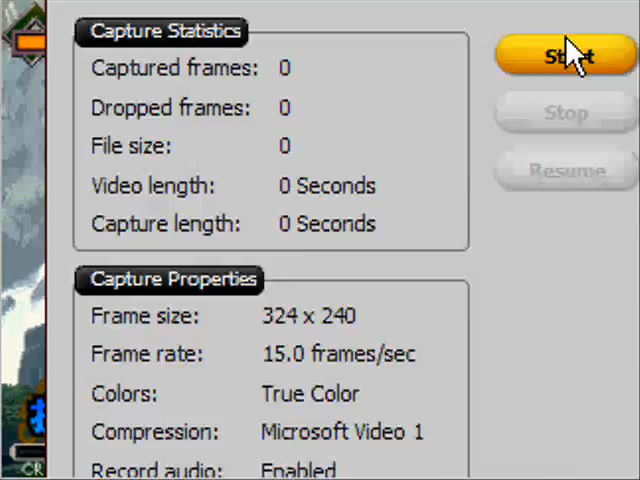 Capture Statistics
Captured frames: 0
Dropped frames: 0
File size: 0
Video length: 0 Seconds
Capture length: 0 Seconds
Start
Stop
Resume
Capture Properties
Frame size: 324 x 240
Frame rate: 15.0 frames/sec
Colors: True Color
Compression: Microsoft Video 1
Record audio: Enabled
CR